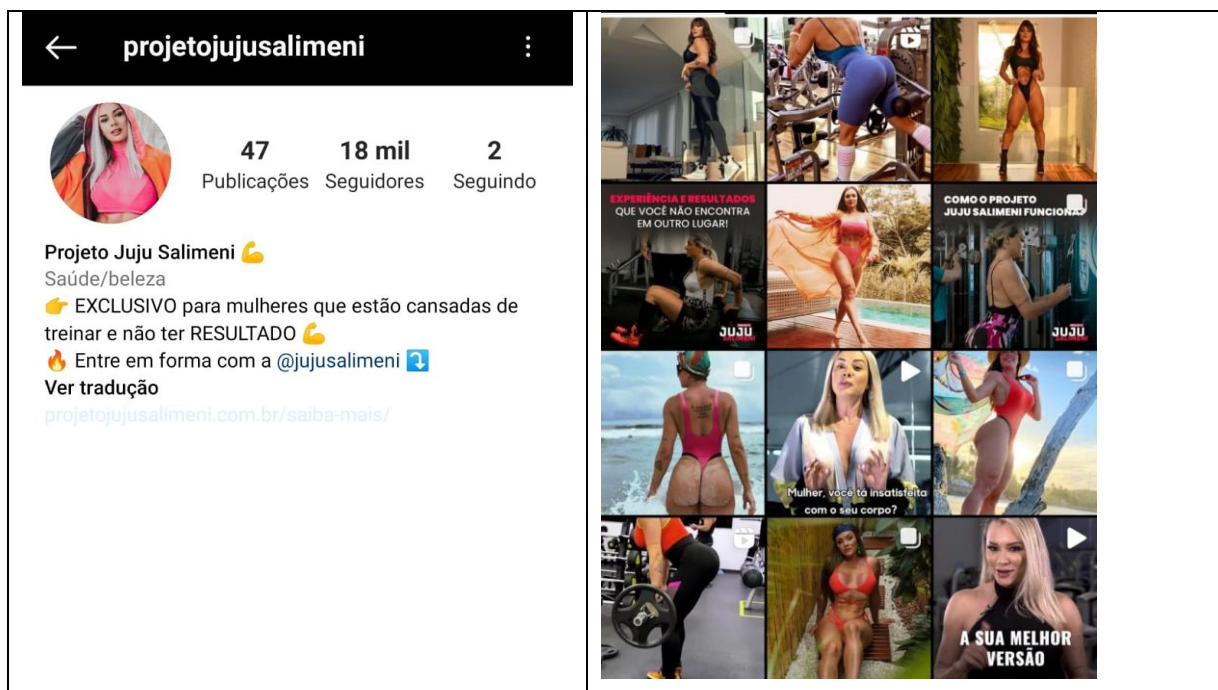 projetojujusalimeni
47
18 mil
2
Publicações
Seguidores
Seguindo
Projeto Juju Salimeni 💪
Saúde/beleza
👉 EXCLUSIVO para mulheres que estão cansadas de
treinar e não ter RESULTADO 💪
🔥 Entre em forma com a @jujusalimeni ⤵️
Ver tradução
projetojujusalimeni.com.br/saiba-mais/
EXPERIÊNCIA E RESULTADOS
QUE VOCÊ NÃO ENCONTRA
EM OUTRO LUGAR!
JUJU
SALIMENI
COMO O PROJETO
JUJU SALIMENI FUNCIONA?
JUJU
SALIMENI
Mulher, você tá insatisfeita
com o seu corpo?
A SUA MELHOR
VERSÃO